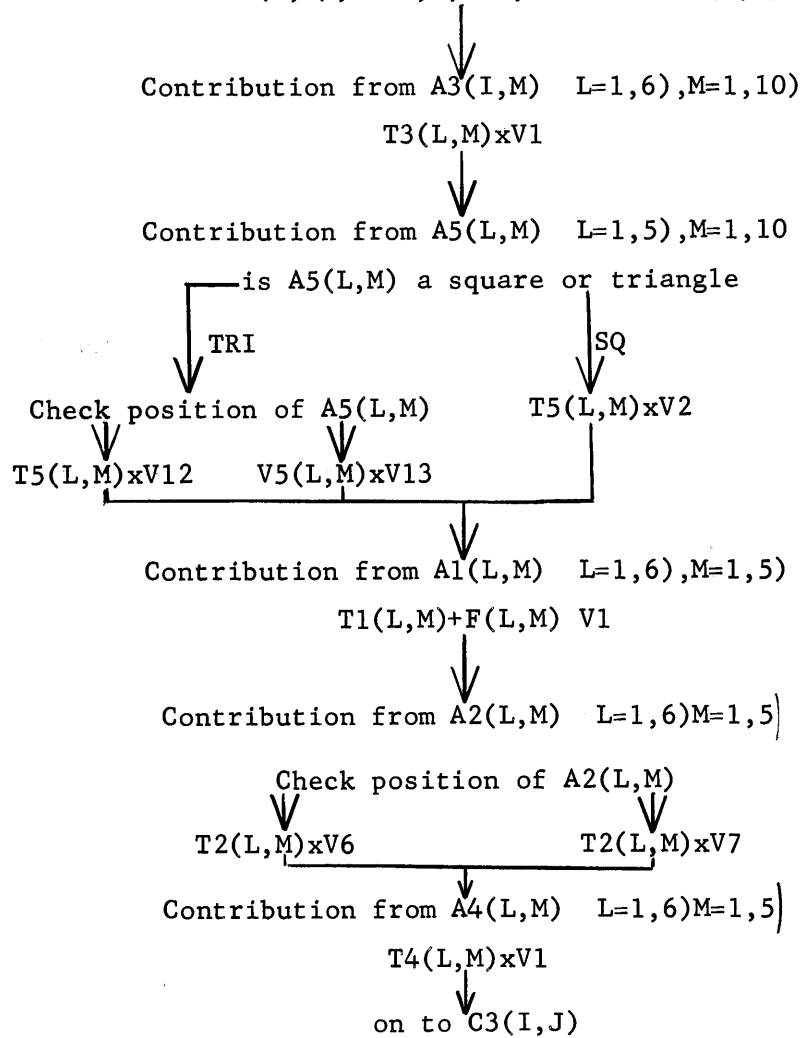 Contribution from A3(I,M) L=1,6),M=1,10)
T3(L,M)xV1
Contribution from A5(L,M) L=1,5),M=1,10
is A5(L,M) a square or triangle
TRI SQ
Check position of A5(L,M) T5(L,M)xV2
T5(L,M)xV12 V5(L,M)xV13
Contribution from A1(L,M) L=1,6),M=1,5)
T1(L,M)+F(L,M) V1
Contribution from A2(L,M) L=1,6)M=1,5)
Check position of A2(L,M)
T2(L,M)xV6 T2(L,M)xV7
Contribution from A4(L,M) L=1,6)M=1,5)
T4(L,M)xV1
on to C3(I,J)